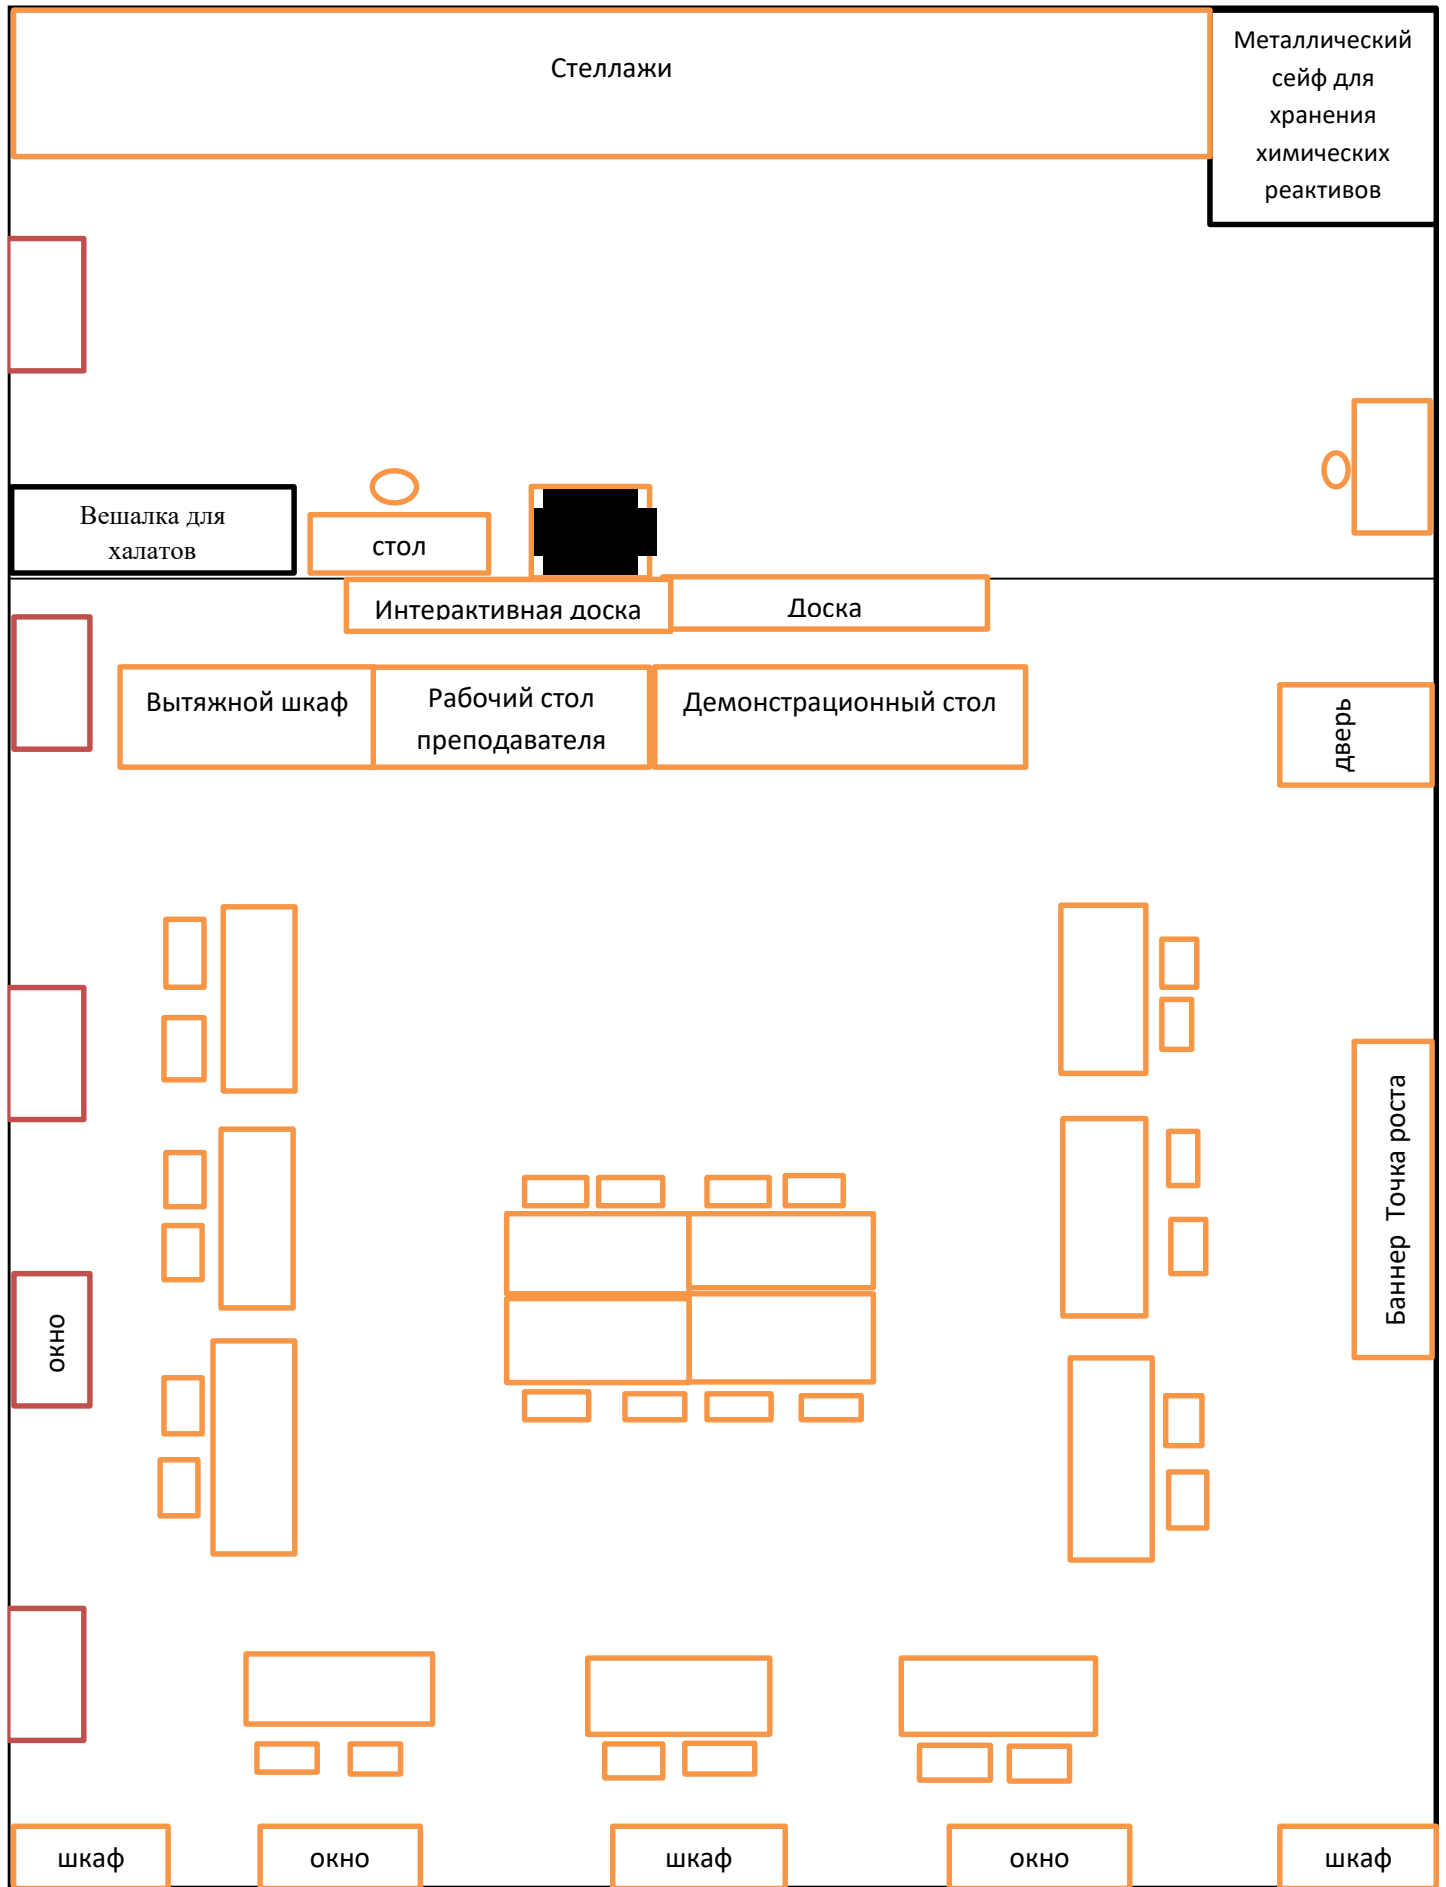 Стеллажи
Металлический
сейф для
хранения
химических
реактивов
Вешалка для
халатов
стол
Интерактивная доска
Доска
Вытяжной шкаф
Рабочий стол
преподавателя
Демонстрационный стол
дверь
Баннер Точка роста
окно
шкаф
окно
шкаф
окно
шкаф